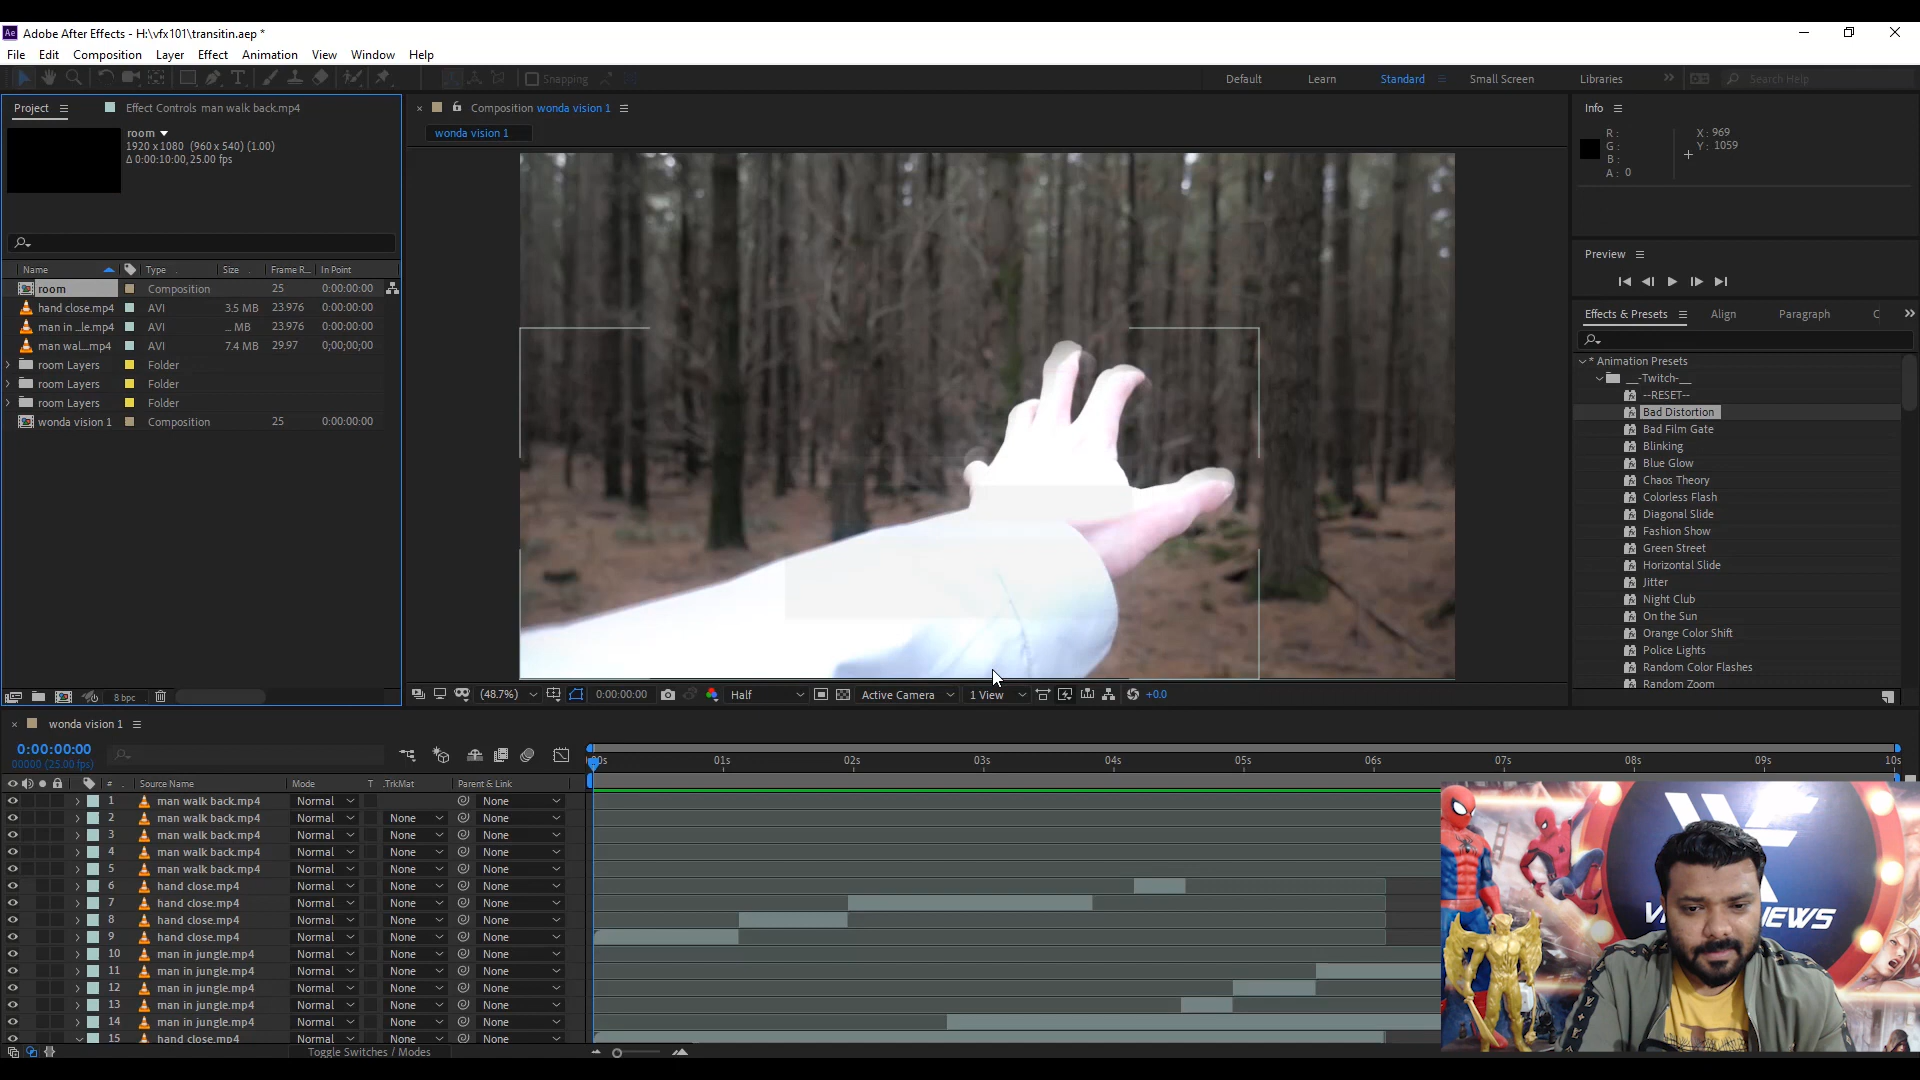 Ae Adobe After Effects - H:\vfx101\transitin.aep *
File Edit Composition Layer Effect Animation View Window Help
Snapping
Default Learn Standard Small Screen Libraries Search Help
Project Effect Controls man walk back.mp4
Composition wonda vision 1
wonda vision 1
room
1920 x 1080 (960 x 540) (1.00)
Δ 0:00:10:00, 25.00 fps
Name Type Size Frame R... In Point
room Composition 25 0:00:00:00
hand close.mp4 AVI 3.5 MB 23.976 0:00:00:00
man in ...le.mp4 AVI ... MB 23.976 0:00:00:00
man wal...mp4 AVI 7.4 MB 29.97 0;00;00;00
room Layers Folder
room Layers Folder
room Layers Folder
wonda vision 1 Composition 25 0:00:00:00
8 bpc
(48.7%) 0:00:00:00 Half Active Camera 1 View +0.0
Info
R: X: 969
G: Y: 1059
B:
A: 0
Preview
Effects & Presets Align Paragraph C
* Animation Presets
__-Twitch-__
--RESET--
Bad Distortion
Bad Film Gate
Blinking
Blue Glow
Chaos Theory
Colorless Flash
Diagonal Slide
Fashion Show
Green Street
Horizontal Slide
Jitter
Night Club
On the Sun
Orange Color Shift
Police Lights
Random Color Flashes
Random Zoom
wonda vision 1
0:00:00:00
00000 (25.00 fps)
# Source Name Mode T .TrkMat Parent & Link
:00s 01s 02s 03s 04s 05s 06s 07s 08s 09s 10s
1 man walk back.mp4 Normal None
2 man walk back.mp4 Normal None None
3 man walk back.mp4 Normal None None
4 man walk back.mp4 Normal None None
5 man walk back.mp4 Normal None None
6 hand close.mp4 Normal None None
7 hand close.mp4 Normal None None
8 hand close.mp4 Normal None None
9 hand close.mp4 Normal None None
10 man in jungle.mp4 Normal None None
11 man in jungle.mp4 Normal None None
12 man in jungle.mp4 Normal None None
13 man in jungle.mp4 Normal None None
14 man in jungle.mp4 Normal None None
15 hand close.mp4 Normal None None
Toggle Switches / Modes